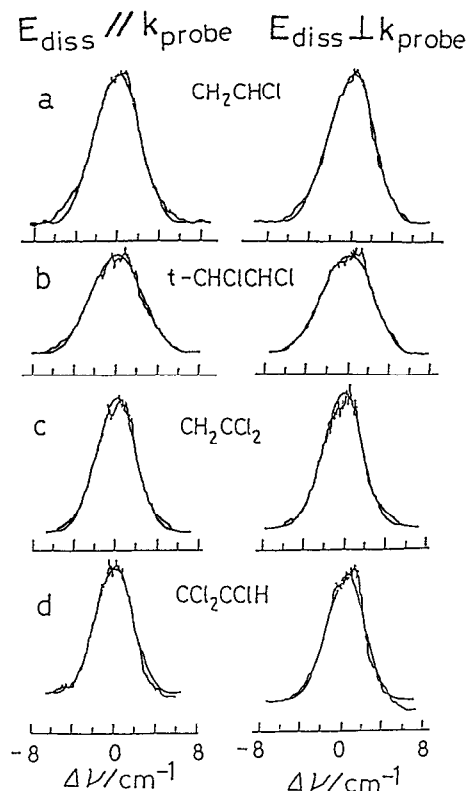 E_diss // k_probe
E_diss ⊥ k_probe
a
CH₂CHCl
b
t-CHClCHCl
c
CH₂CCl₂
d
CCl₂CClH
-8 0 8
-8 0 8
Δν/cm⁻¹
Δν/cm⁻¹